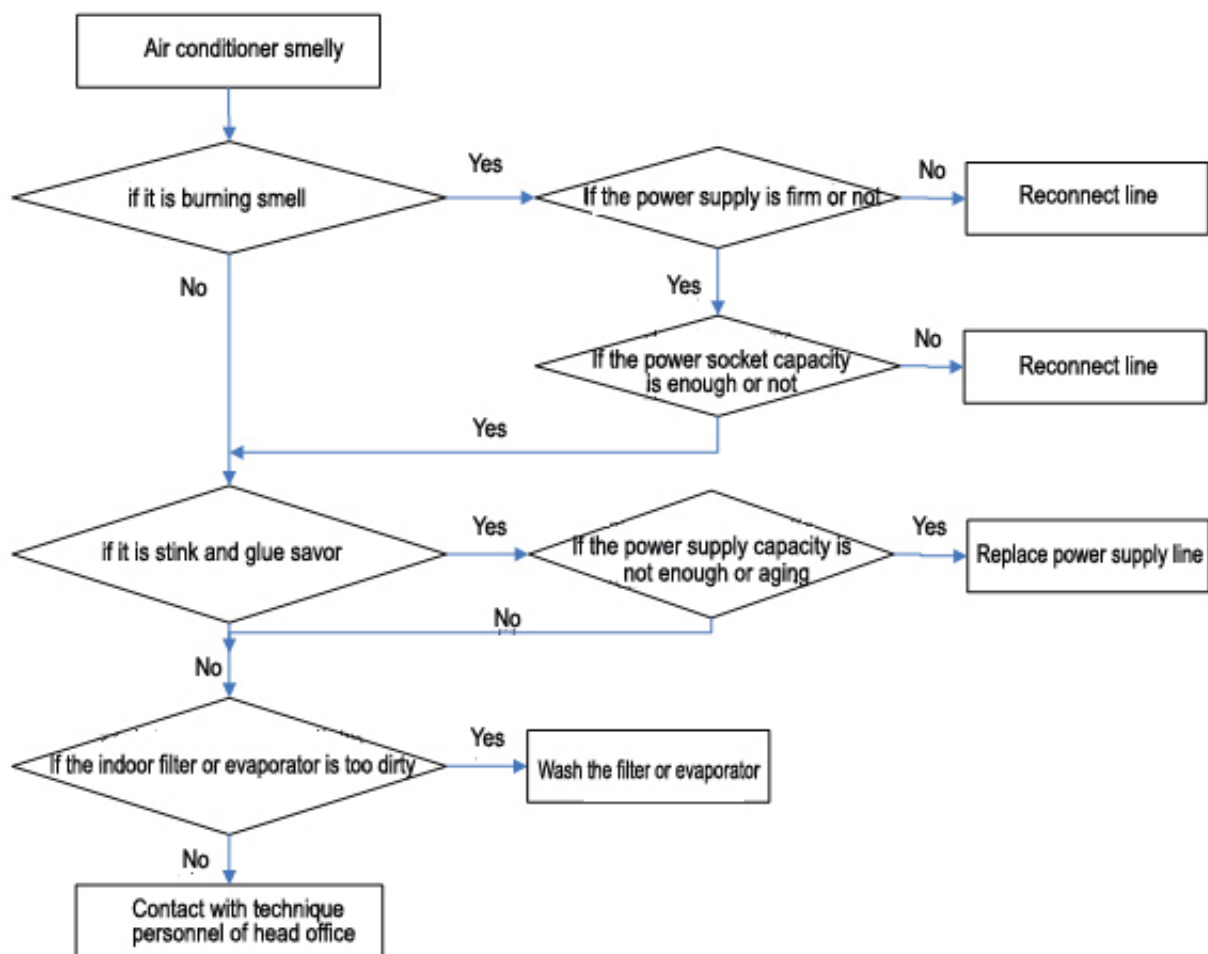 Air conditioner smelly
if it is burning smell
Yes
If the power supply is firm or not
No
Reconnect line
No
Yes
If the power socket capacity
is enough or not
No
Reconnect line
Yes
if it is stink and glue savor
Yes
If the power supply capacity is
not enough or aging
Yes
Replace power supply line
No
No
If the indoor filter or evaporator is too dirty
Yes
Wash the filter or evaporator
No
Contact with technique
personnel of head office